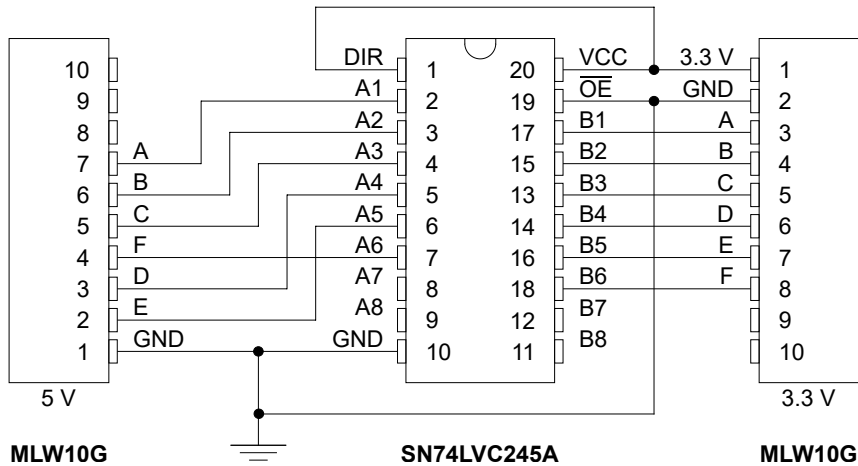 DIR VCC 3.3 V
10 1 20 1
A1 OE GND
9 2 19 2
A2 B1 A
8 3 17 3
A A3 B2 B
7 4 15 4
B A4 B3 C
6 5 13 5
C A5 B4 D
5 6 14 6
F A6 B5 E
4 7 16 7
D A7 B6 F
3 8 18 8
E A8 B7
2 9 12 9
GND GND B8
1 10 11 10
5 V 3.3 V
MLW10G SN74LVC245A MLW10G